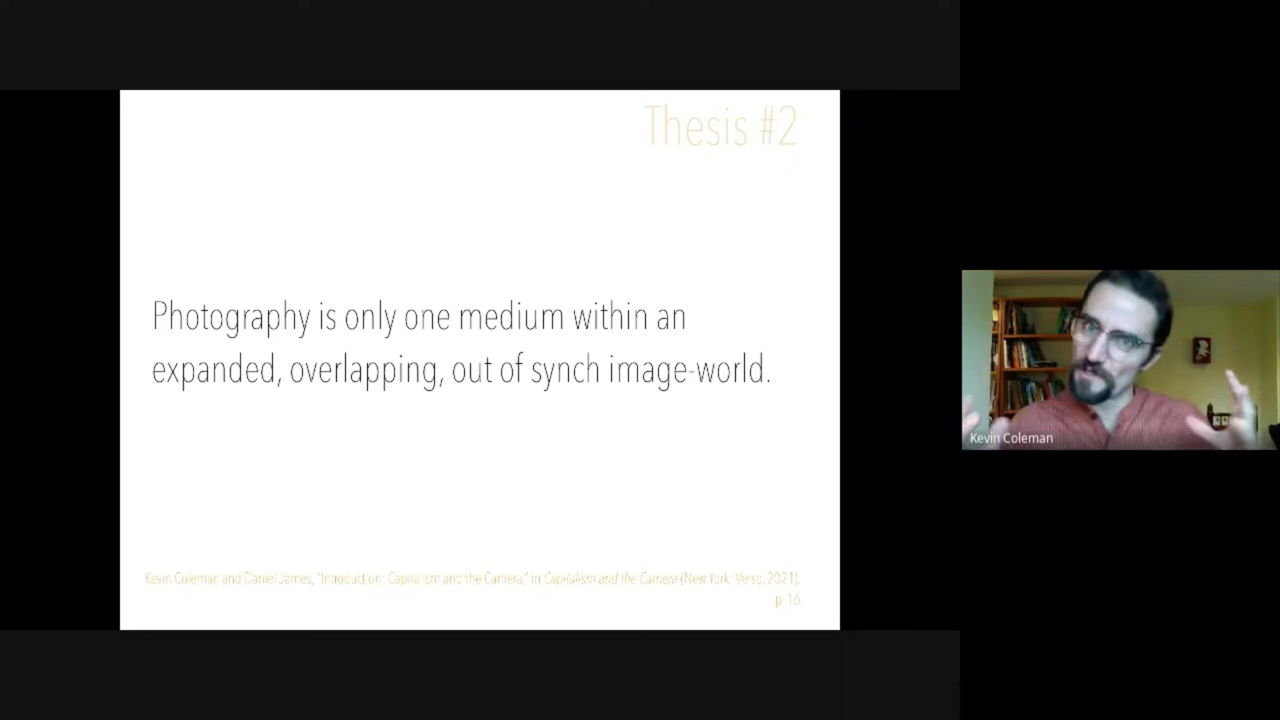 Thesis #2
Photography is only one medium within an
expanded, overlapping, out of synch image-world.
Kevin Coleman and Daniel James, "Introduction: Capitalism and the Camera," in Capitalism and the Camera (New York: Verso, 2021),
p. 16
Kevin Coleman